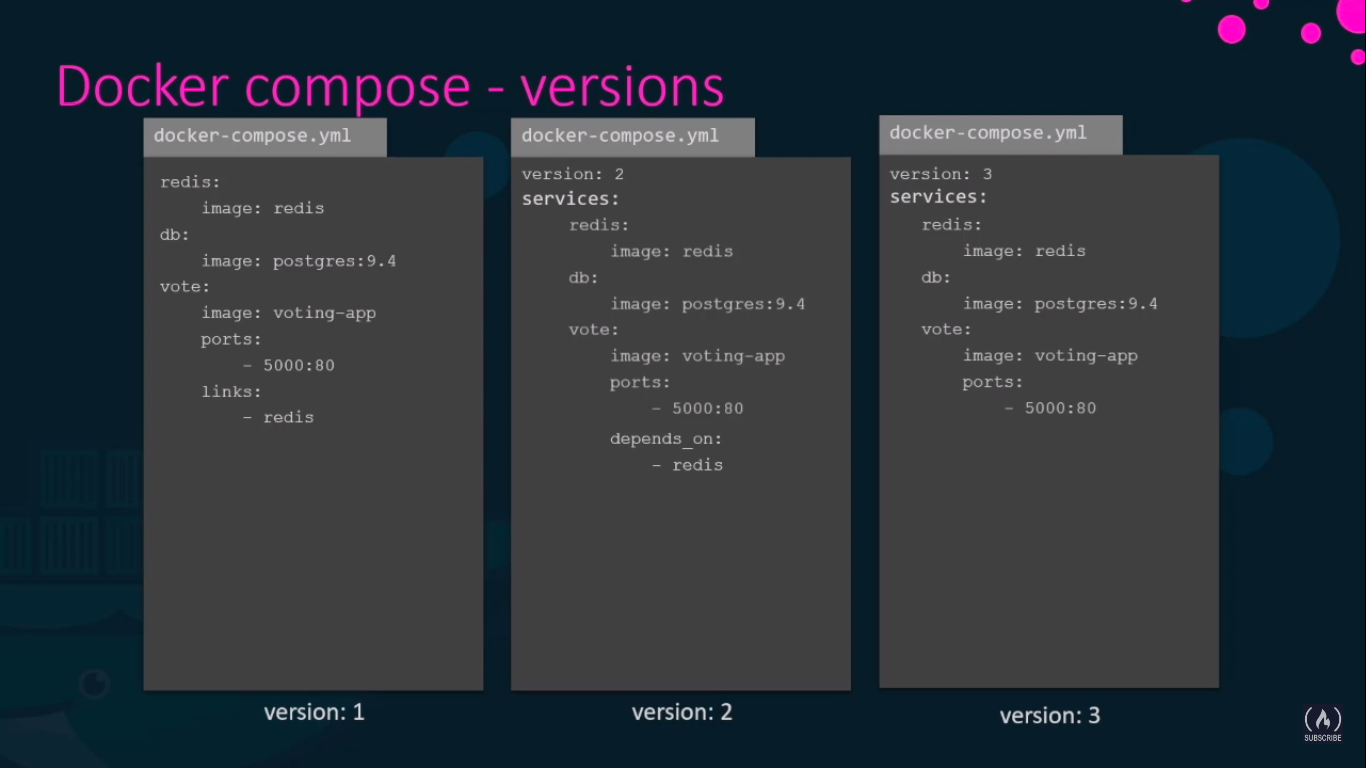 Docker compose - versions
docker-compose.yml
redis:
image: redis
db:
image: postgres:9.4
vote:
image: voting-app
ports:
- 5000:80
links:
- redis
version: 1
docker-compose.yml
version: 2
services:
redis:
image: redis
db:
image: postgres:9.4
vote:
image: voting-app
ports:
- 5000:80
depends_on:
- redis
version: 2
docker-compose.yml
version: 3
services:
redis:
image: redis
db:
image: postgres:9.4
vote:
image: voting-app
ports:
- 5000:80
version: 3
SUBSCRIBE